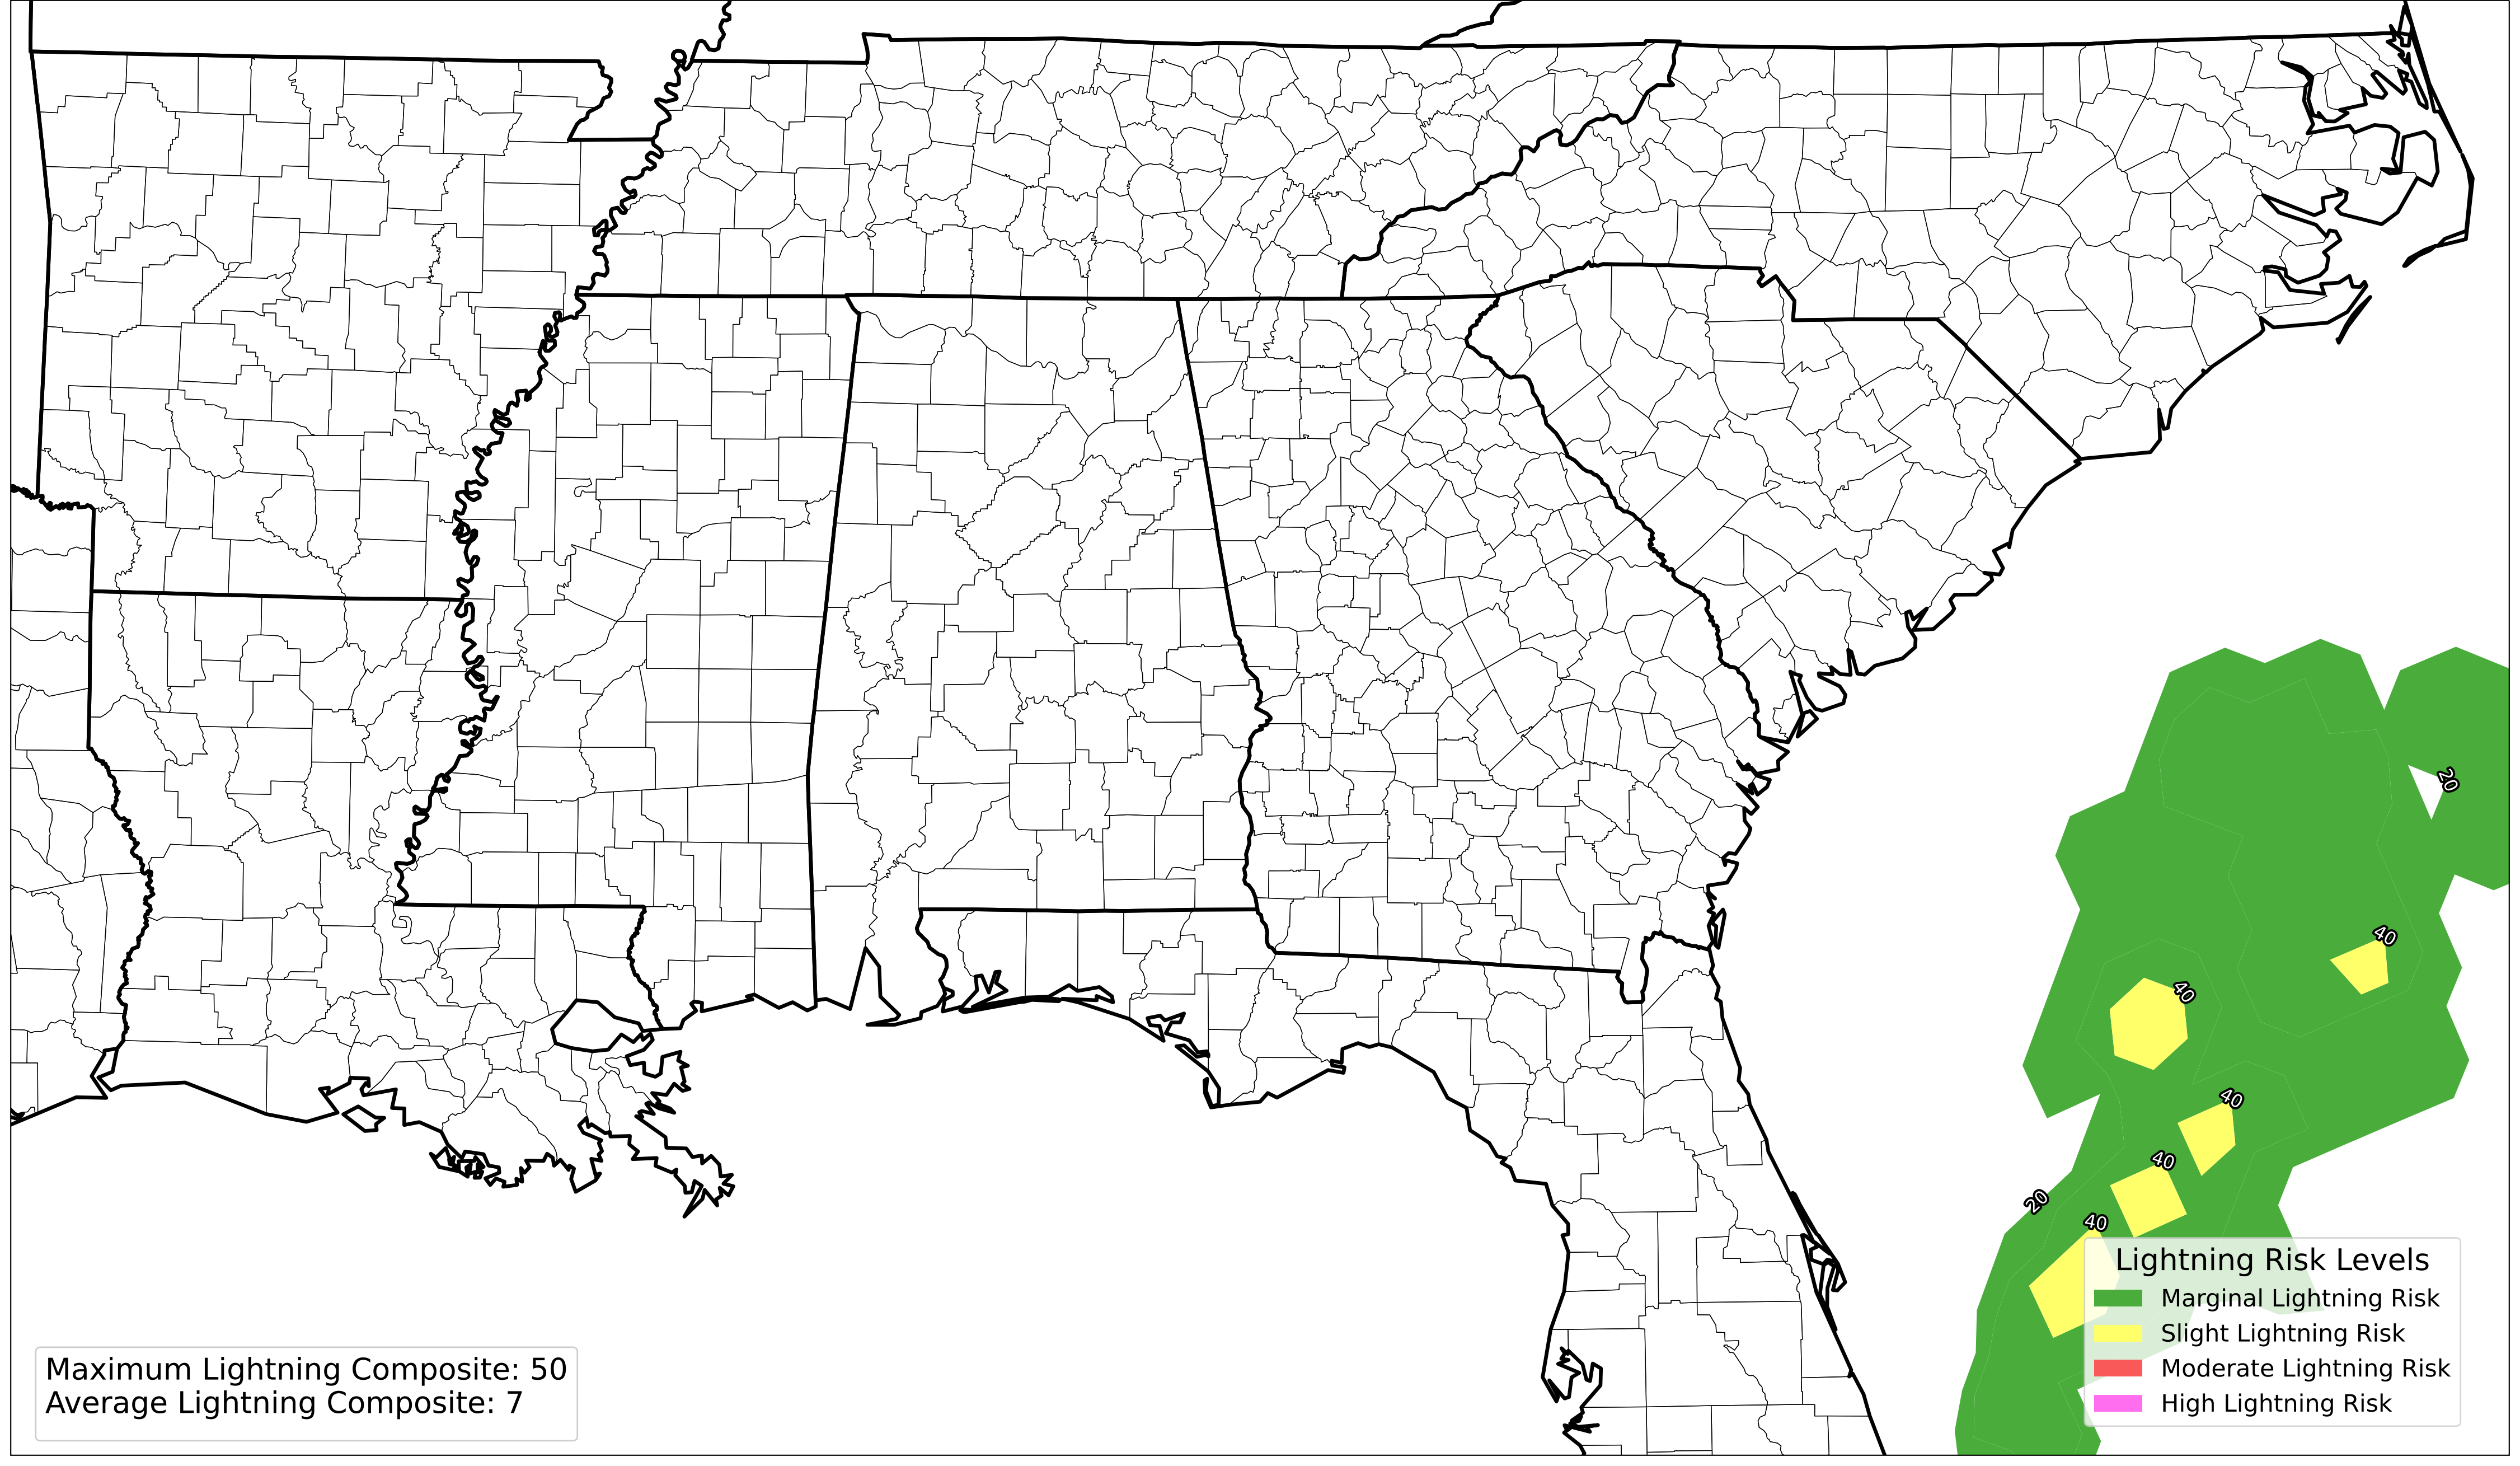 20
40
40
40
40
20
40
Lightning Risk Levels
Marginal Lightning Risk
Slight Lightning Risk
Moderate Lightning Risk
High Lightning Risk
Maximum Lightning Composite: 50
Average Lightning Composite: 7